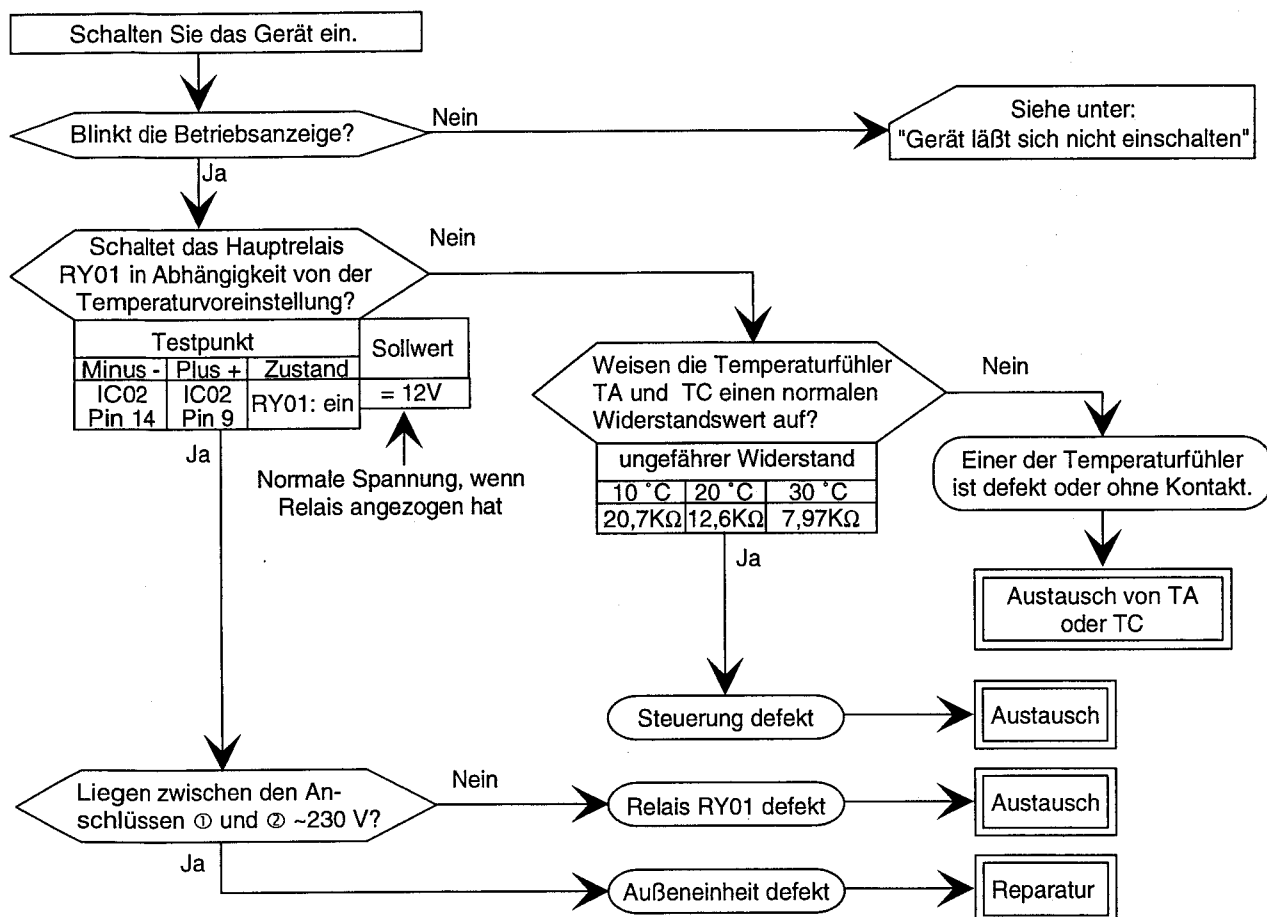 Schalten Sie das Gerät ein.
Blinkt die Betriebsanzeige?
Nein
Siehe unter:
"Gerät läßt sich nicht einschalten"
Ja
Schaltet das Hauptrelais
RY01 in Abhängigkeit von der
Temperaturvoreinstellung?
Nein
Testpunkt
Sollwert
Minus - Plus + Zustand
IC02 IC02 RY01: ein = 12V
Pin 14 Pin 9
Ja
Normale Spannung, wenn
Relais angezogen hat
Weisen die Temperaturfühler
TA und TC einen normalen
Widerstandswert auf?
Nein
ungefährer Widerstand
10 °C 20 °C 30 °C
20,7KΩ 12,6KΩ 7,97KΩ
Ja
Einer der Temperaturfühler
ist defekt oder ohne Kontakt.
Austausch von TA
oder TC
Steuerung defekt
Austausch
Liegen zwischen den An-
schlüssen ① und ② ~230 V?
Nein
Relais RY01 defekt
Austausch
Ja
Außeneinheit defekt
Reparatur